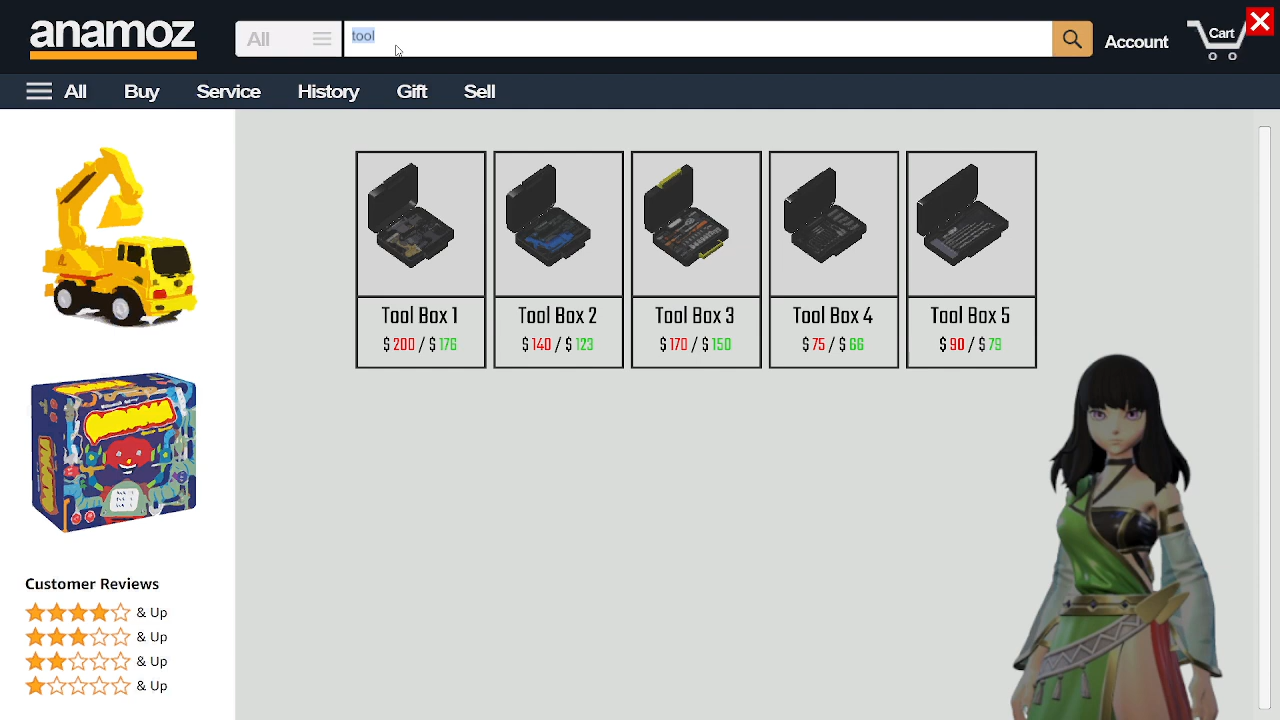 anamoz
All
tool
Account
Cart
All
Buy
Service
History
Gift
Sell
Tool Box 1
$ 200 / $ 176
Tool Box 2
$ 140 / $ 123
Tool Box 3
$ 170 / $ 150
Tool Box 4
$ 75 / $ 66
Tool Box 5
$ 90 / $ 79
Customer Reviews
& Up
& Up
& Up
& Up